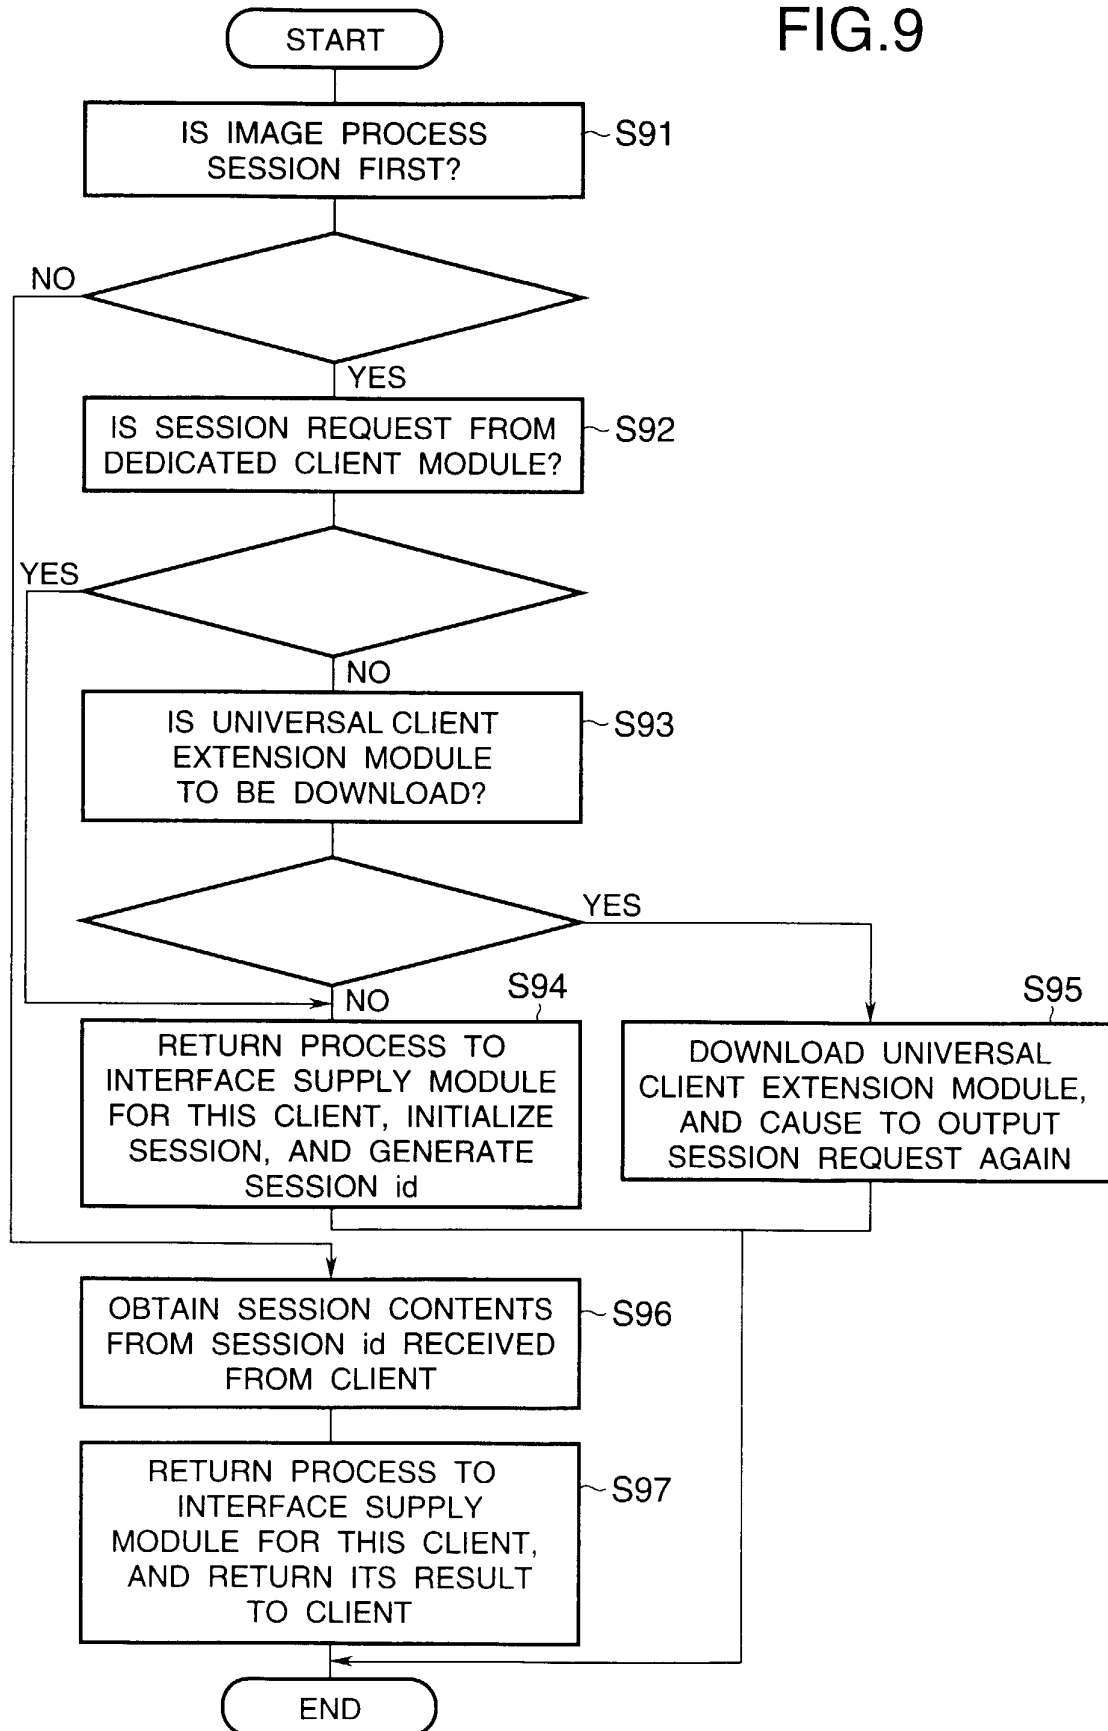 FIG.9
START
IS IMAGE PROCESS
SESSION FIRST?
S91
NO
YES
IS SESSION REQUEST FROM
DEDICATED CLIENT MODULE?
S92
YES
NO
IS UNIVERSAL CLIENT
EXTENSION MODULE
TO BE DOWNLOAD?
S93
YES
NO
S94
RETURN PROCESS TO
INTERFACE SUPPLY MODULE
FOR THIS CLIENT, INITIALIZE
SESSION, AND GENERATE
SESSION id
S95
DOWNLOAD UNIVERSAL
CLIENT EXTENSION MODULE,
AND CAUSE TO OUTPUT
SESSION REQUEST AGAIN
OBTAIN SESSION CONTENTS
FROM SESSION id RECEIVED
FROM CLIENT
S96
RETURN PROCESS TO
INTERFACE SUPPLY
MODULE FOR THIS CLIENT,
AND RETURN ITS RESULT
TO CLIENT
S97
END